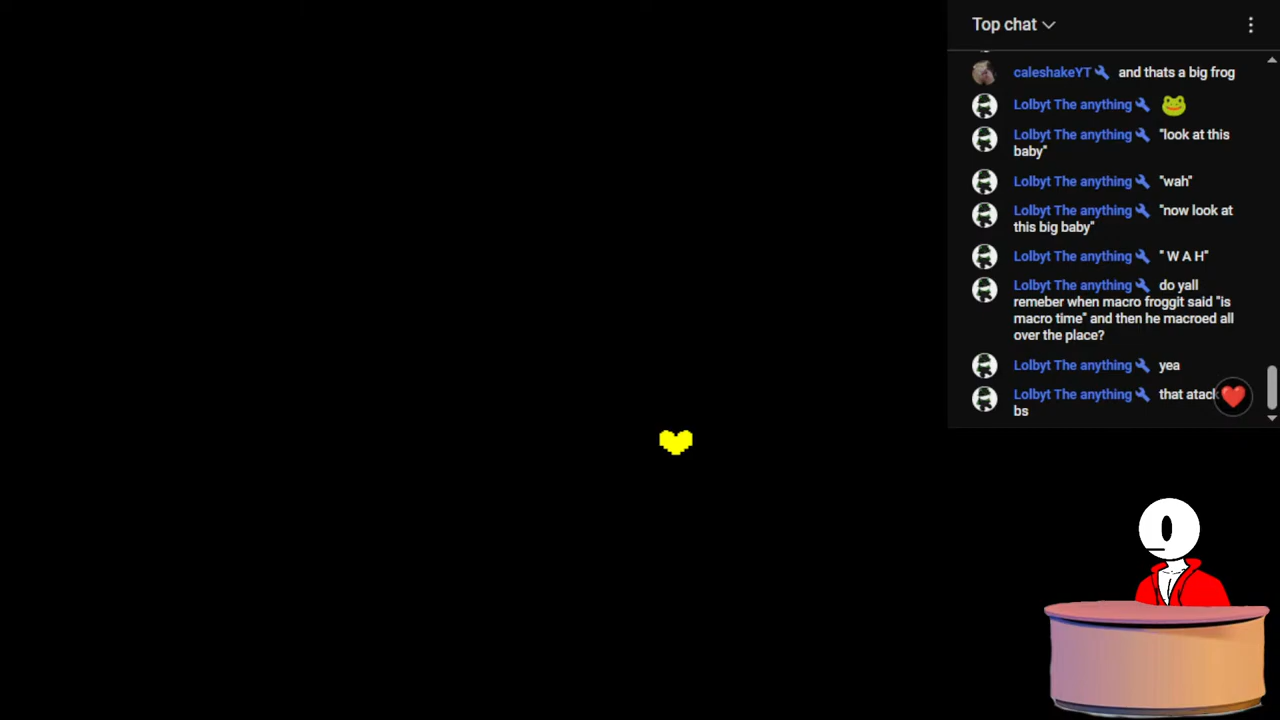 Top chat
caleshakeYT and thats a big frog
Lolbyt The anything
Lolbyt The anything "look at this
baby"
Lolbyt The anything "wah"
Lolbyt The anything "now look at
this big baby"
Lolbyt The anything " W A H"
Lolbyt The anything do yall
remeber when macro froggit said "is
macro time" and then he macroed all
over the place?
Lolbyt The anything yea
Lolbyt The anything that atack
bs